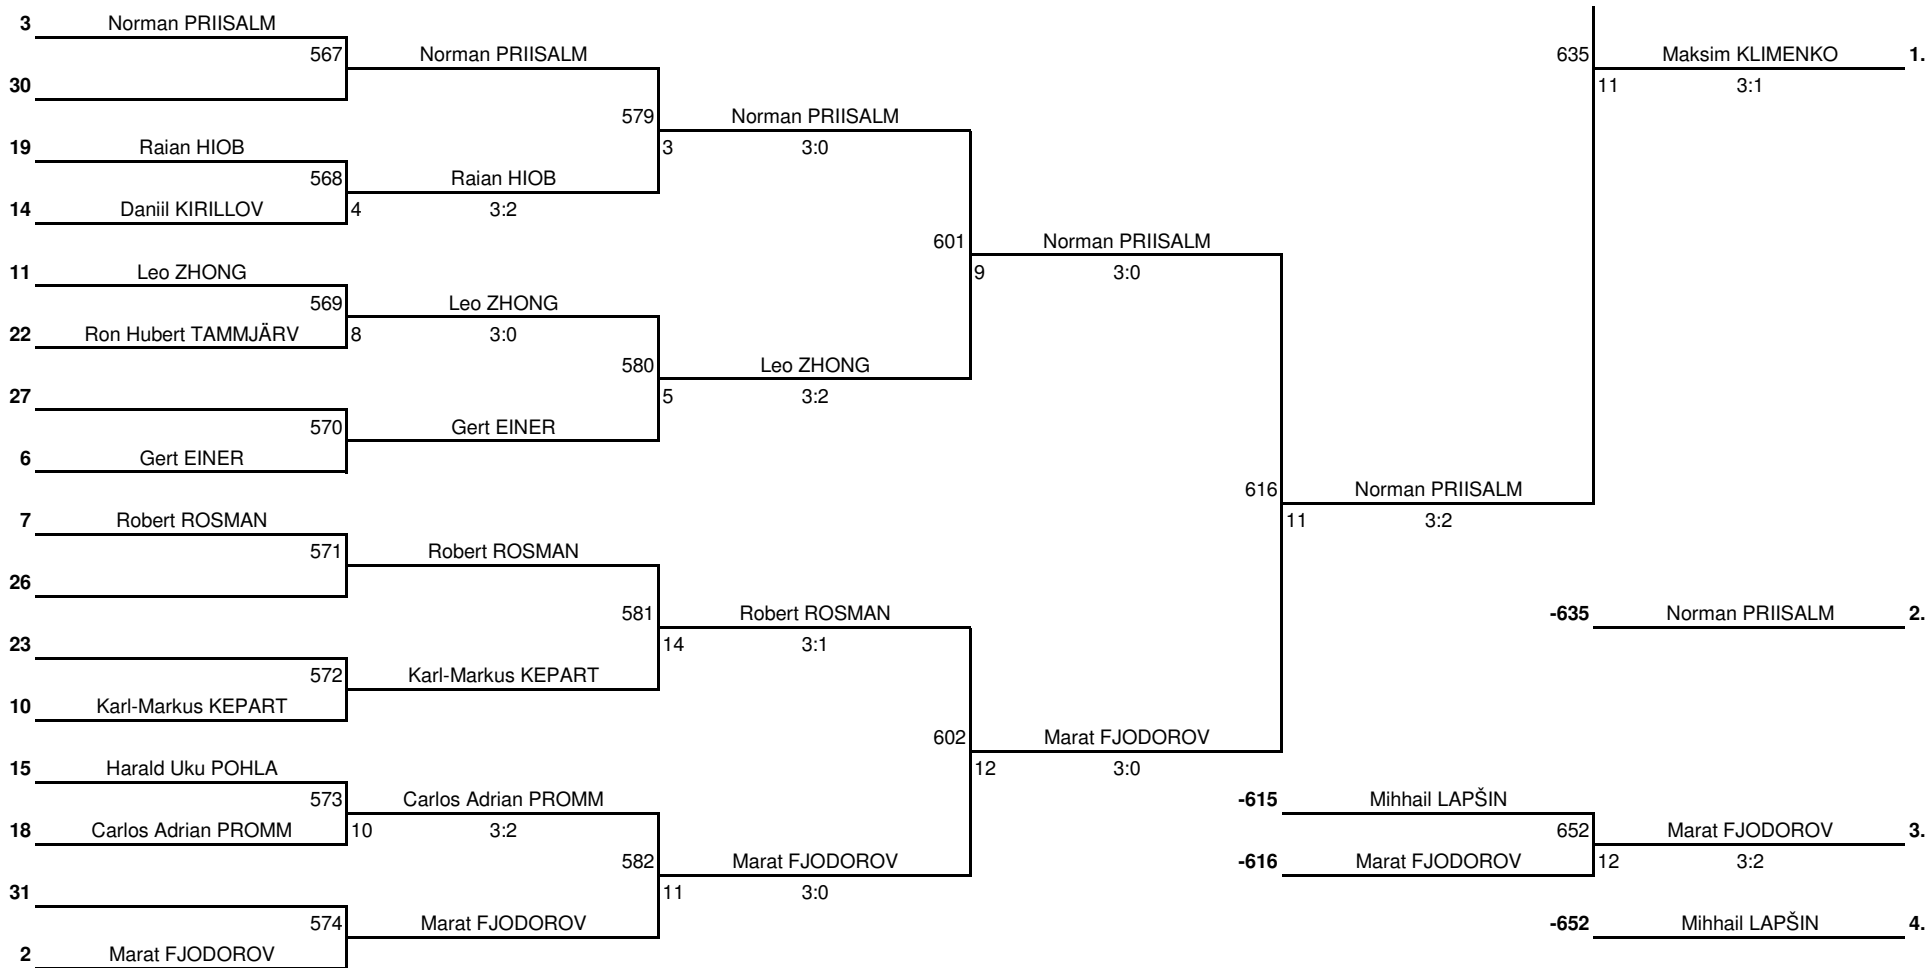 3 Norman PRIISALM
567 Norman PRIISALM 635 Maksim KLIMENKO 1.
30 11 3:1
579 Norman PRIISALM
19 Raian HIOB 3 3:0
568 Raian HIOB
14 Daniil KIRILLOV 4 3:2
601 Norman PRIISALM
11 Leo ZHONG 9 3:0
569 Leo ZHONG
22 Ron Hubert TAMMJÄRV 8 3:0
580 Leo ZHONG
27 5 3:2
570 Gert EINER
6 Gert EINER
616 Norman PRIISALM
7 Robert ROSMAN 11 3:2
571 Robert ROSMAN
26
581 Robert ROSMAN -635 Norman PRIISALM 2.
23 14 3:1
572 Karl-Markus KEPART
10 Karl-Markus KEPART
602 Marat FJODOROV
15 Harald Uku POHLA 12 3:0
573 Carlos Adrian PROMM -615 Mihhail LAPŠIN
18 Carlos Adrian PROMM 10 3:2 652 Marat FJODOROV 3.
582 Marat FJODOROV -616 Marat FJODOROV 12 3:2
31 11 3:0
574 Marat FJODOROV -652 Mihhail LAPŠIN 4.
2 Marat FJODOROV